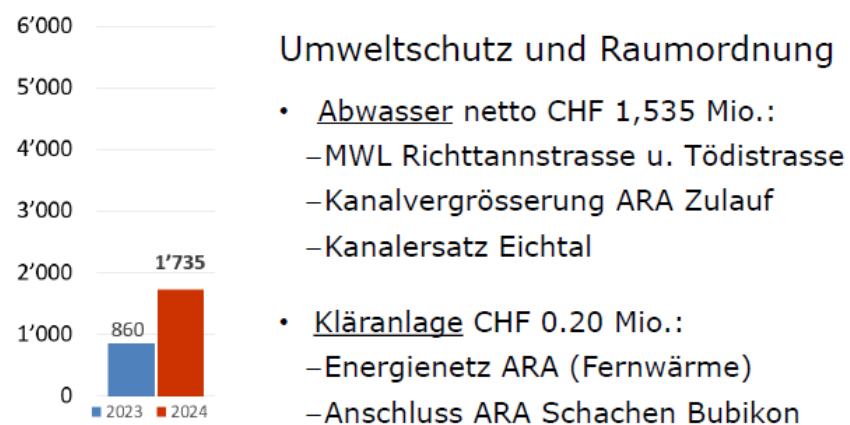 6’000
5’000
4’000
3’000
2’000
1’000
0
860
1’735
2023 2024
Umweltschutz und Raumordnung
• Abwasser netto CHF 1,535 Mio.:
–MWL Richttannstrasse u. Tödistrasse
–Kanalvergrösserung ARA Zulauf
–Kanalersatz Eichtal
• Kläranlage CHF 0.20 Mio.:
–Energienetz ARA (Fernwärme)
–Anschluss ARA Schachen Bubikon